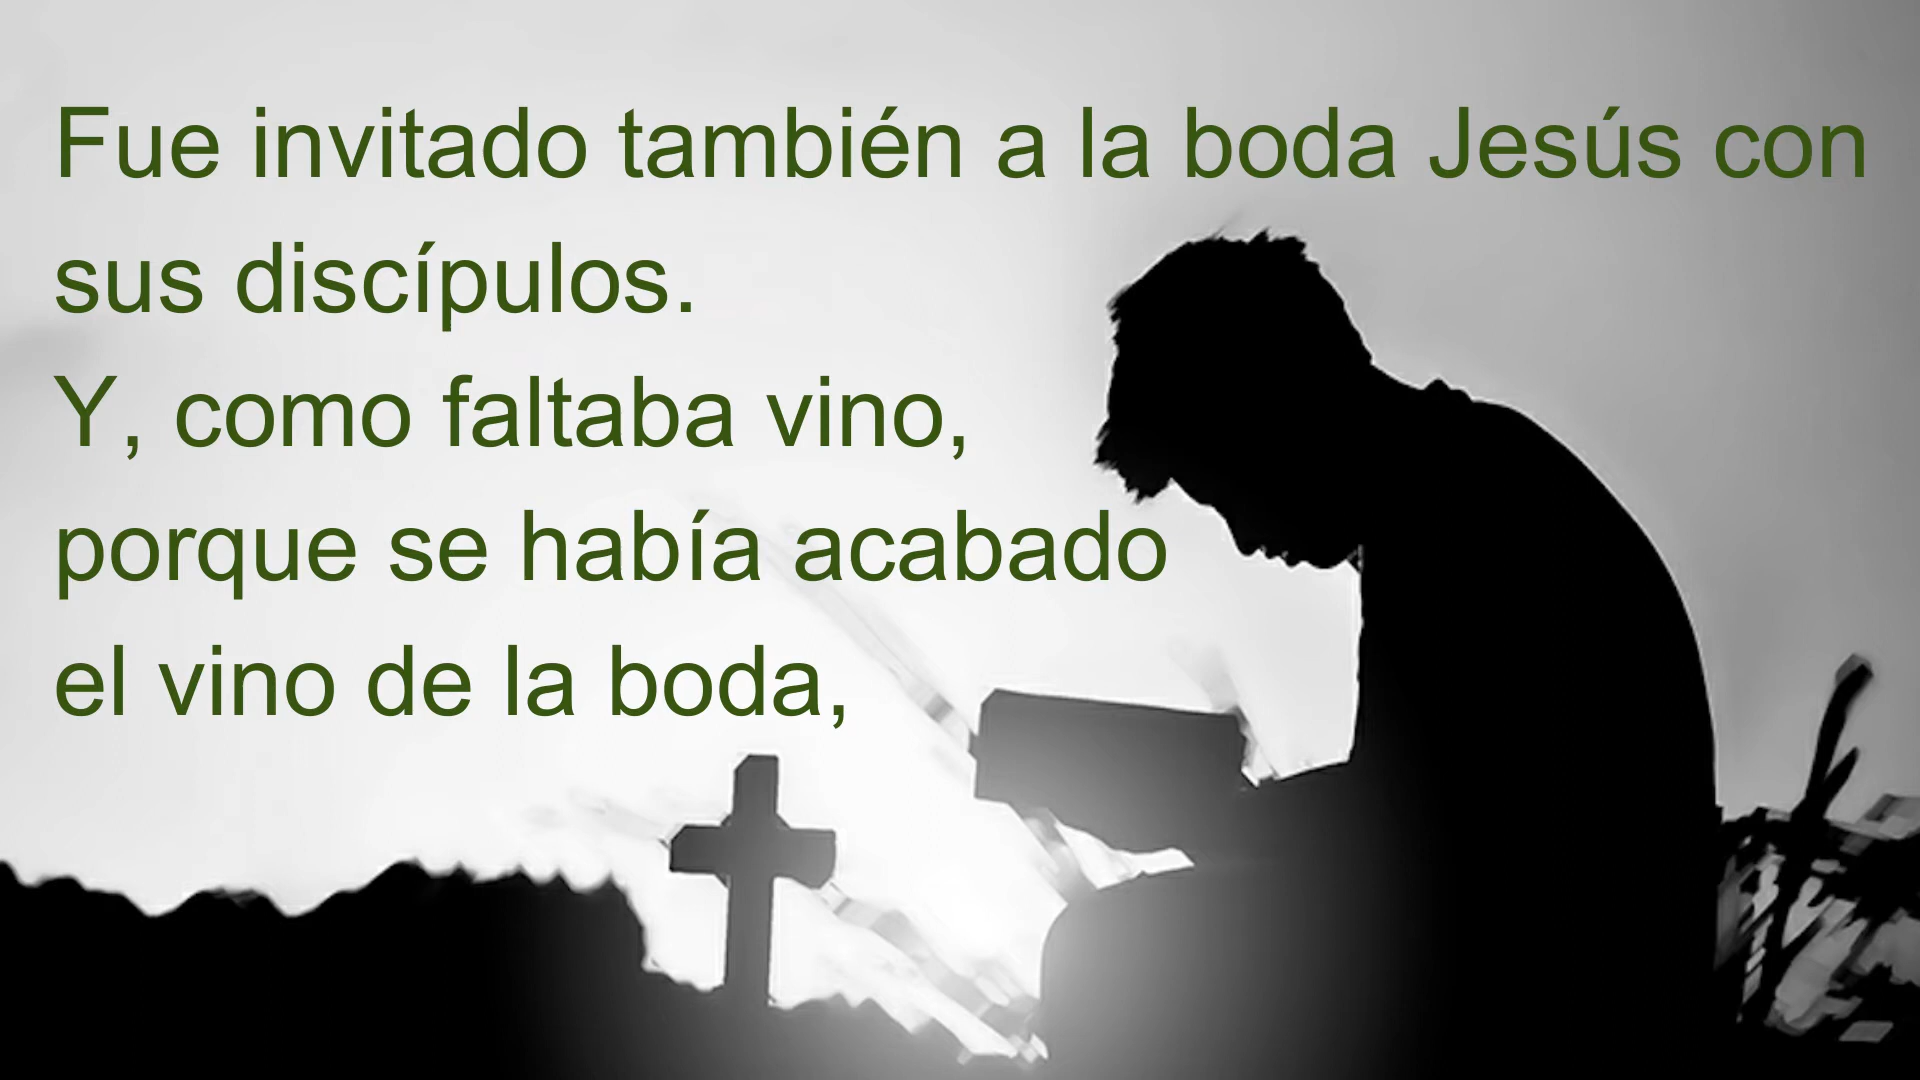 Fue invitado también a la boda Jesús con
sus discípulos.
Y, como faltaba vino,
porque se había acabado
el vino de la boda,